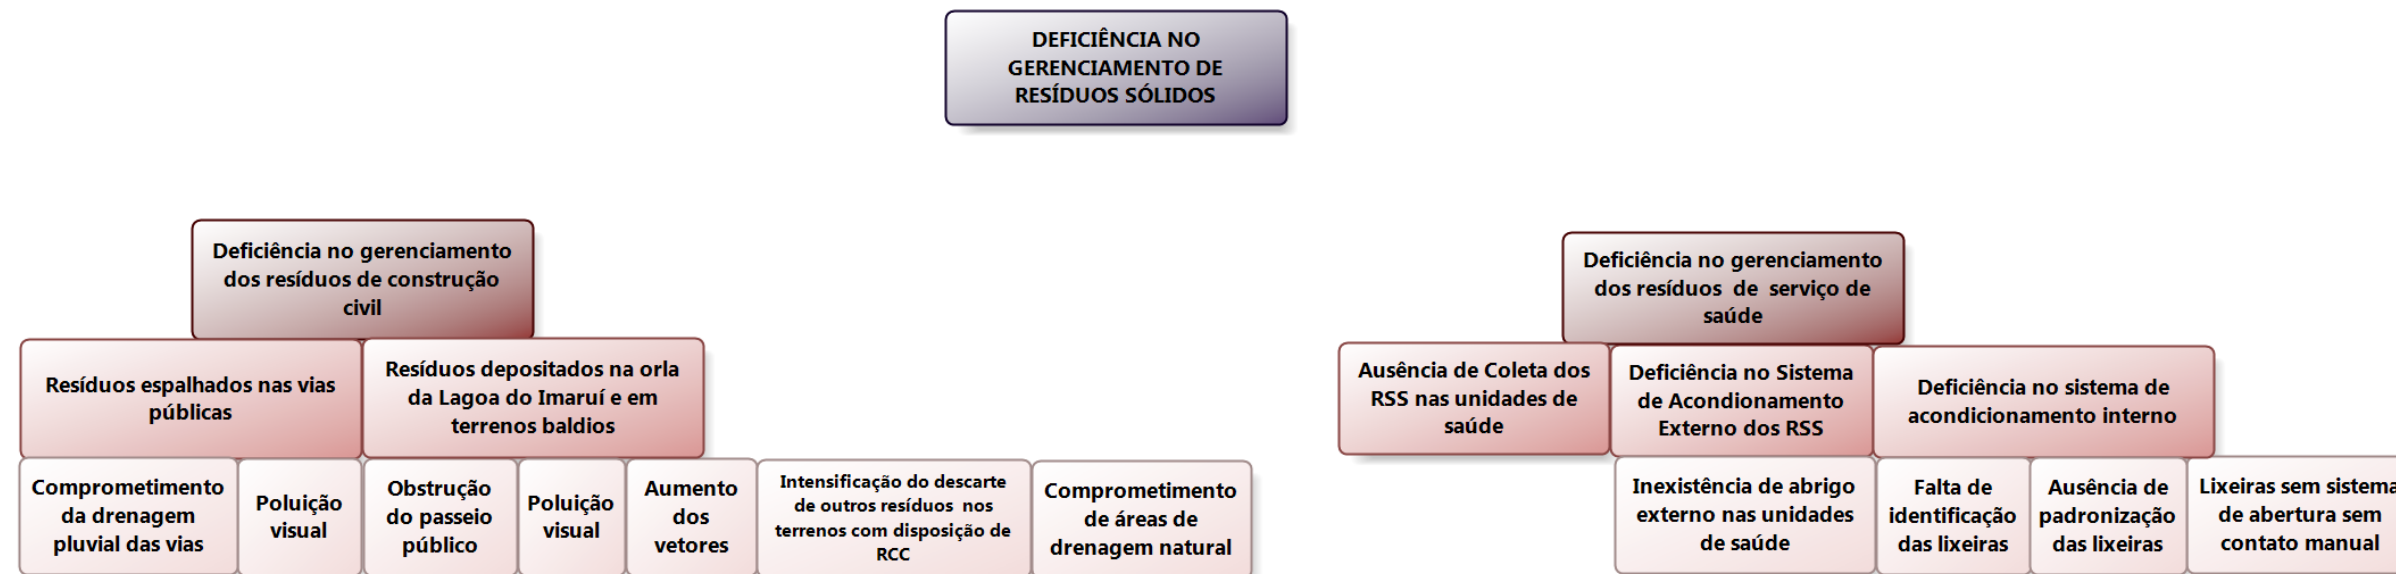 DEFICIÊNCIA NO
GERENCIAMENTO DE
RESÍDUOS SÓLIDOS
Deficiência no gerenciamento
dos resíduos de construção
civil
Deficiência no gerenciamento
dos resíduos de serviço de
saúde
Resíduos espalhados nas vias
públicas
Resíduos depositados na orla
da Lagoa do Imaruí e em
terrenos baldios
Ausência de Coleta dos
RSS nas unidades de
saúde
Deficiência no Sistema
de Acondionamento
Externo dos RSS
Deficiência no sistema de
acondicionamento interno
Comprometimento
da drenagem
pluvial das vias
Poluição
visual
Obstrução
do passeio
público
Poluição
visual
Aumento
dos
vetores
Intensificação do descarte
de outros resíduos nos
terrenos com disposição de
RCC
Comprometimento
de áreas de
drenagem natural
Inexistência de abrigo
externo nas unidades
de saúde
Falta de
identificação
das lixeiras
Ausência de
padronização
das lixeiras
Lixeiras sem sistema
de abertura sem
contato manual